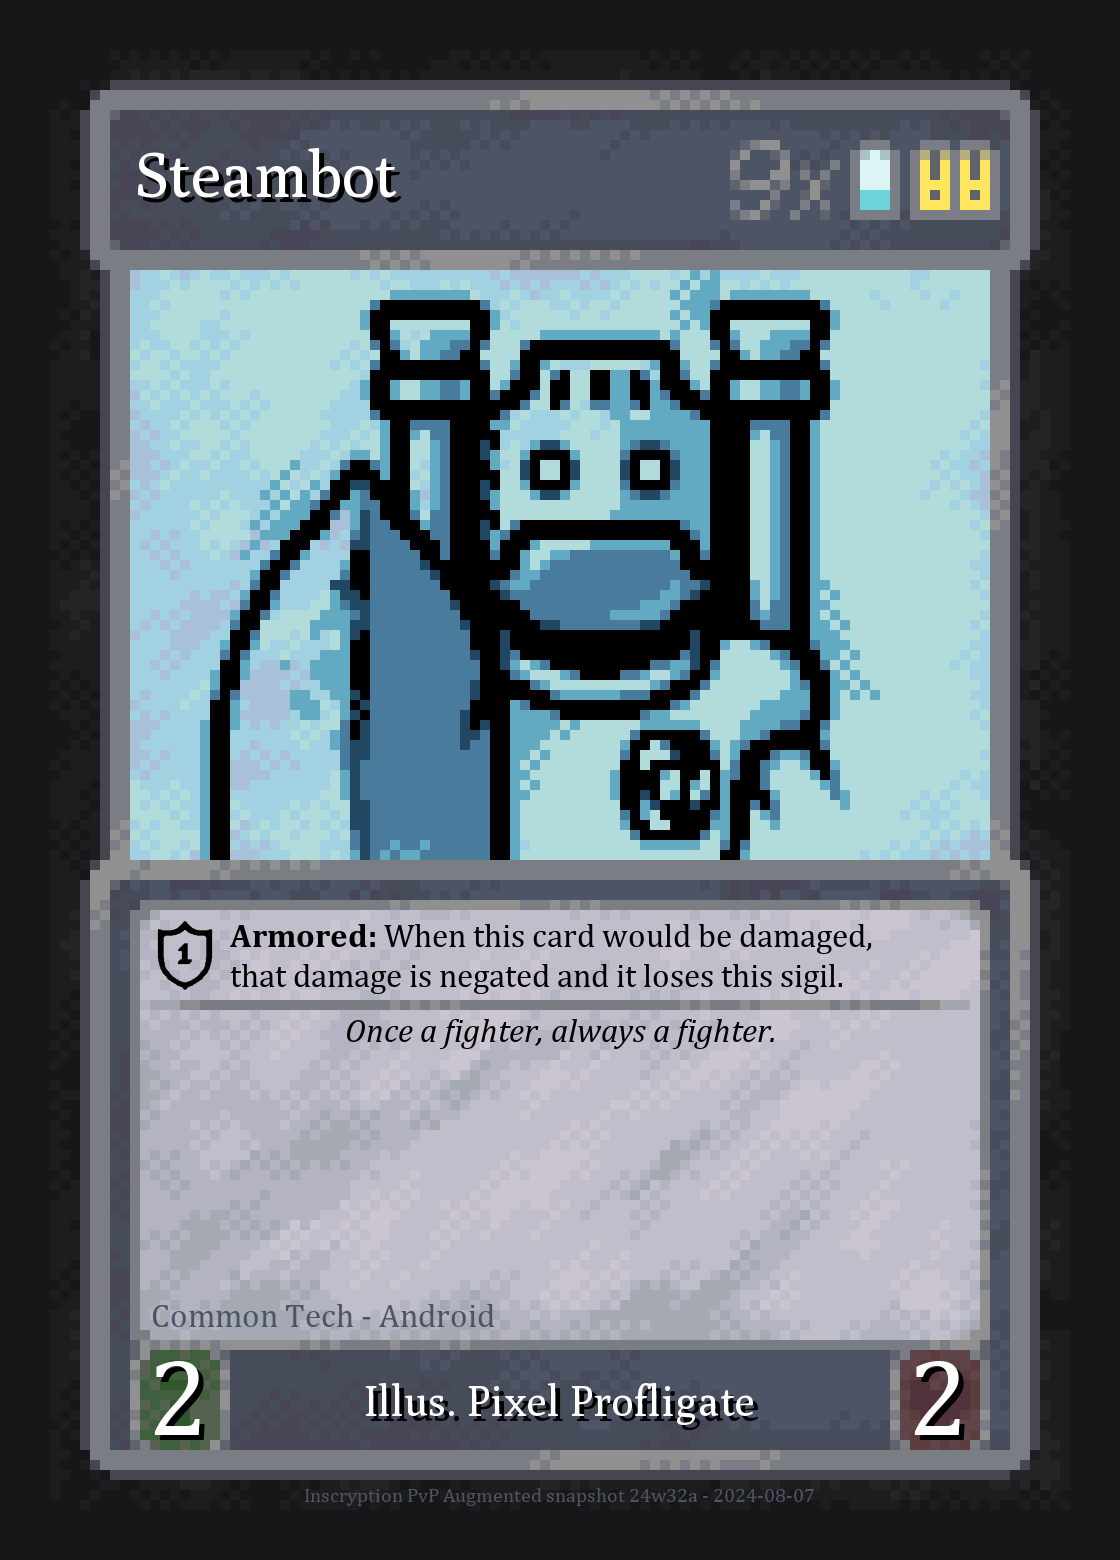 Steambot 9x
1
Armored: When this card would be damaged,
that damage is negated and it loses this sigil.
Once a fighter, always a fighter.
Common Tech - Android
2 Illus. Pixel Profligate 2
Inscryption PvP Augmented snapshot 24w32a - 2024-08-07